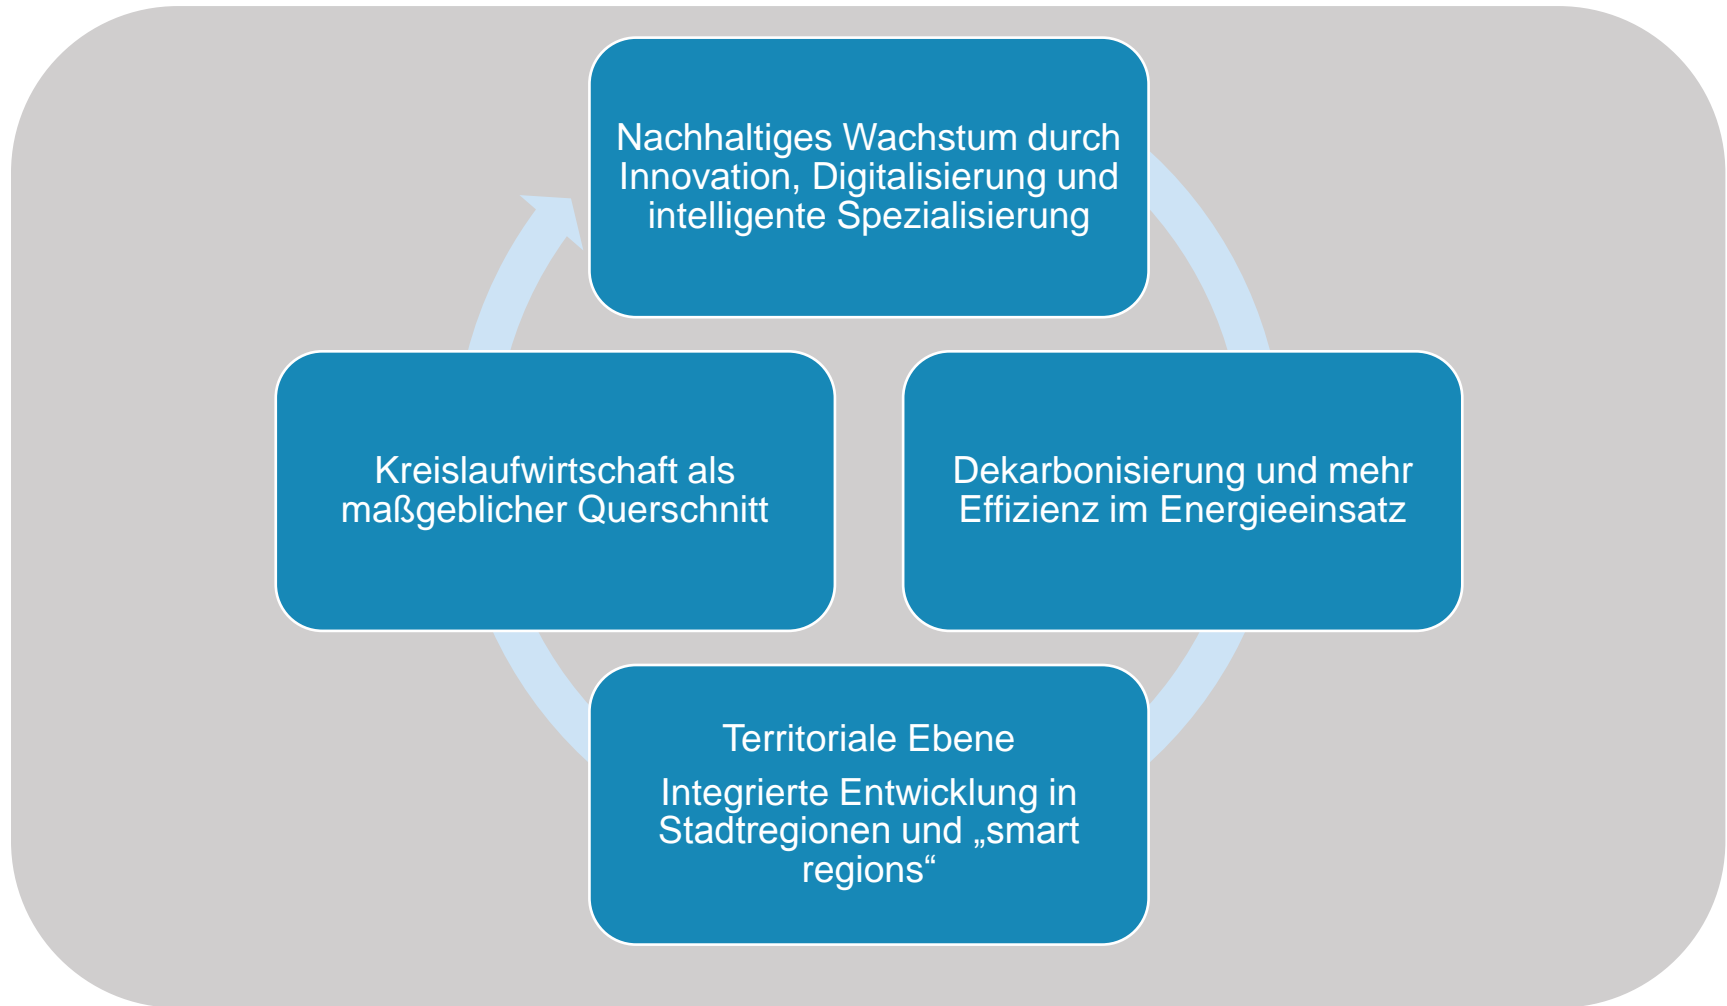 Nachhaltiges Wachstum durch
Innovation, Digitalisierung und
intelligente Spezialisierung
Kreislaufwirtschaft als
maßgeblicher Querschnitt
Dekarbonisierung und mehr
Effizienz im Energieeinsatz
Territoriale Ebene
Integrierte Entwicklung in
Stadtregionen und „smart
regions“